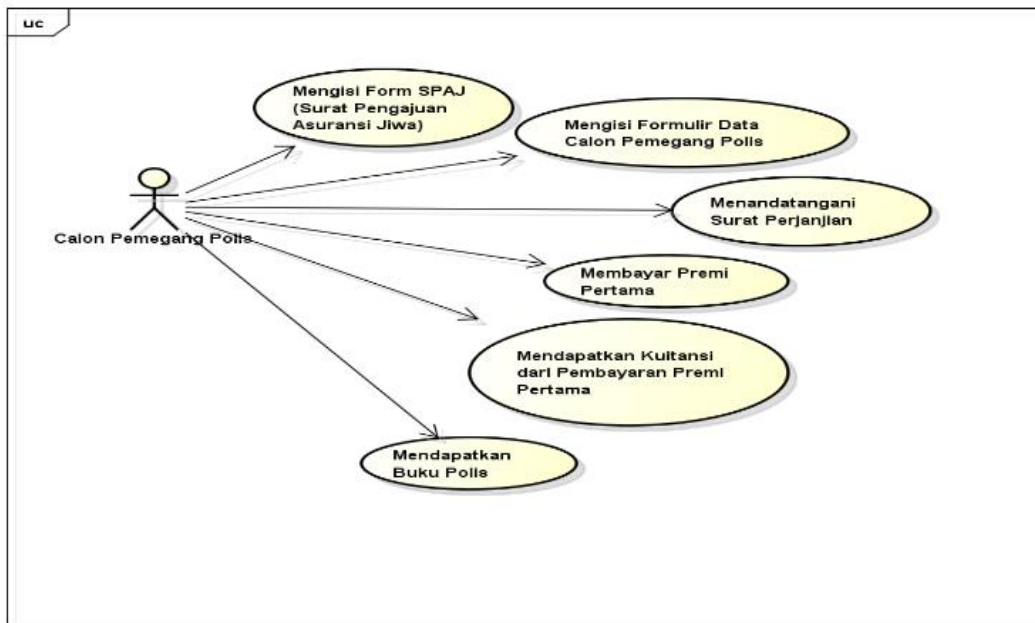 uc
Mengisi Form SPAJ
(Surat Pengajuan
Asuransi Jiwa)
Mengisi Formulir Data
Calon Pemegang Polis
Menandatangani
Surat Perjanjian
Calon Pemegang Polis
Membayar Premi
Pertama
Mendapatkan Kuitansi
dari Pembayaran Premi
Pertama
Mendapatkan
Buku Polis